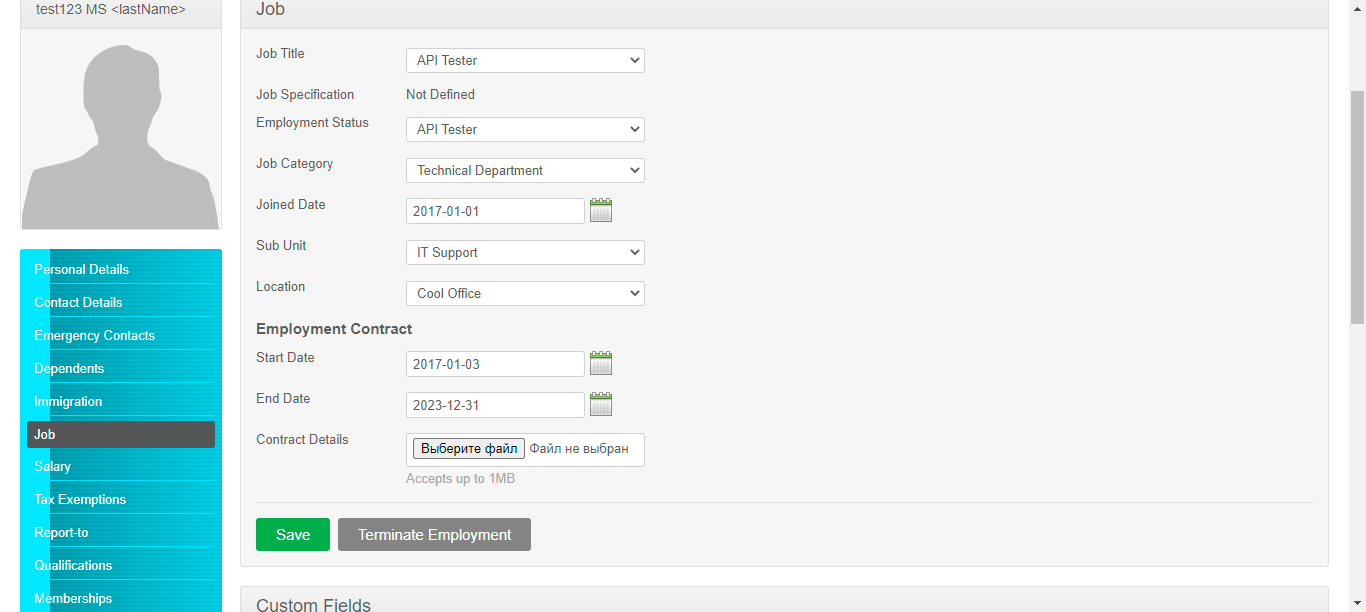 test123 MS <lastName>
Personal Details
Contact Details
Emergency Contacts
Dependents
Immigration
Job
Salary
Tax Exemptions
Report-to
Qualifications
Memberships
Job
Job Title API Tester
Job Specification Not Defined
Employment Status API Tester
Job Category Technical Department
Joined Date 2017-01-01
Sub Unit IT Support
Location Cool Office
Employment Contract
Start Date 2017-01-03
End Date 2023-12-31
Contract Details Выберите файл Файл не выбран
Accepts up to 1MB
Save Terminate Employment
Custom Fields